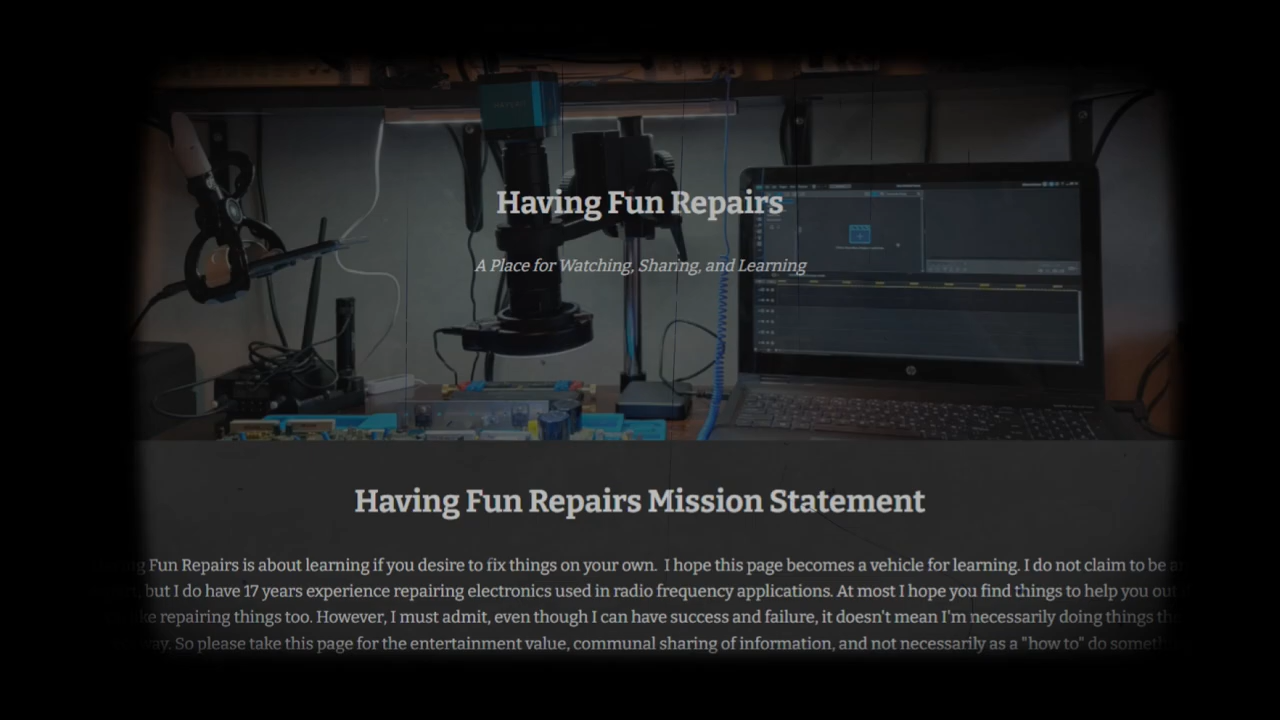 Having Fun Repairs
A Place for Watching, Sharing, and Learning
Having Fun Repairs Mission Statement
Fun Repairs is about learning if you desire to fix things on your own. I hope this page becomes a vehicle for learning. I do not claim to be an
but I do have 17 years experience repairing electronics used in radio frequency applications. At most I hope you find things to help you out
repairing things too. However, I must admit, even though I can have success and failure, it doesn't mean I'm necessarily doing things
So please take this page for the entertainment value, communal sharing of information, and not necessarily as a "how to" do